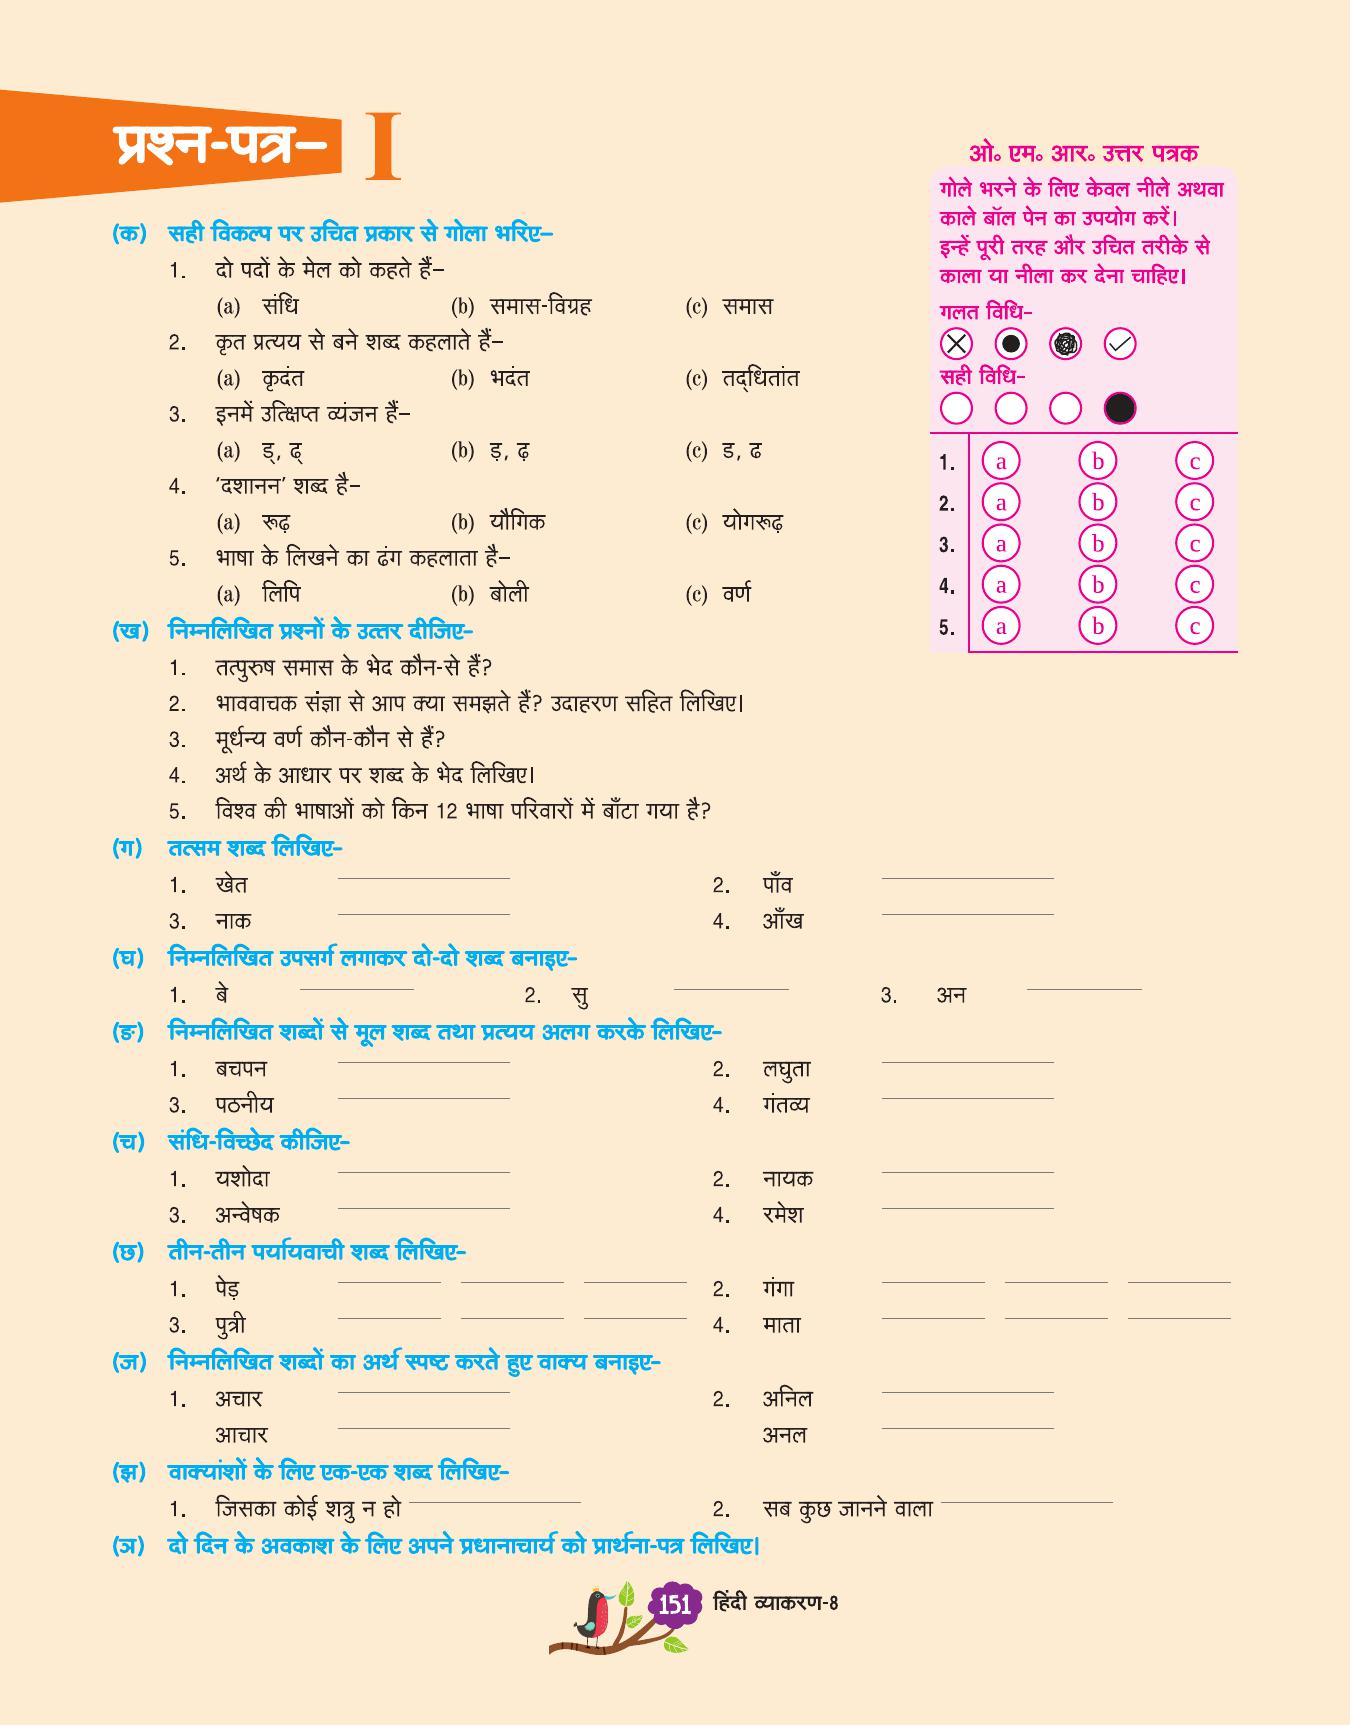 प्रश्न-पत्र– I
ओ॰ एम॰ आर॰ उत्तर पत्रक
गोले भरने के लिए केवल नीले अथवा
काले बॉल पेन का उपयोग करें।
इन्हें पूरी तरह और उचित तरीके से
काला या नीला कर देना चाहिए।
गलत विधि–
सही विधि–
1. a b c
2. a b c
3. a b c
4. a b c
5. a b c
(क) सही विकल्प पर उचित प्रकार से गोला भरिए–
1. दो पदों के मेल को कहते हैं–
(a) संधि (b) समास-विग्रह (c) समास
2. कृत प्रत्यय से बने शब्द कहलाते हैं–
(a) कृदंत (b) भदंत (c) तद्धितांत
3. इनमें उत्क्षिप्त व्यंजन हैं–
(a) ड्, ढ् (b) ड़, ढ़ (c) ड, ढ
4. ‘दशानन’ शब्द है–
(a) रूढ़ (b) यौगिक (c) योगरूढ़
5. भाषा के लिखने का ढंग कहलाता है–
(a) लिपि (b) बोली (c) वर्ण
(ख) निम्नलिखित प्रश्नों के उत्तर दीजिए–
1. तत्पुरुष समास के भेद कौन-से हैं?
2. भाववाचक संज्ञा से आप क्या समझते हैं? उदाहरण सहित लिखिए।
3. मूर्धन्य वर्ण कौन-कौन से हैं?
4. अर्थ के आधार पर शब्द के भेद लिखिए।
5. विश्व की भाषाओं को किन 12 भाषा परिवारों में बाँटा गया है?
(ग) तत्सम शब्द लिखिए–
1. खेत 2. पाँव
3. नाक 4. आँख
(घ) निम्नलिखित उपसर्ग लगाकर दो-दो शब्द बनाइए–
1. बे 2. सु 3. अन
(ङ) निम्नलिखित शब्दों से मूल शब्द तथा प्रत्यय अलग करके लिखिए–
1. बचपन 2. लघुता
3. पठनीय 4. गंतव्य
(च) संधि-विच्छेद कीजिए–
1. यशोदा 2. नायक
3. अन्वेषक 4. रमेश
(छ) तीन-तीन पर्यायवाची शब्द लिखिए–
1. पेड़ 2. गंगा
3. पुत्री 4. माता
(ज) निम्नलिखित शब्दों का अर्थ स्पष्ट करते हुए वाक्य बनाइए–
1. अचार 2. अनिल
आचार अनल
(झ) वाक्यांशों के लिए एक-एक शब्द लिखिए–
1. जिसका कोई शत्रु न हो 2. सब कुछ जानने वाला
(ञ) दो दिन के अवकाश के लिए अपने प्रधानाचार्य को प्रार्थना-पत्र लिखिए।
151 हिंदी व्याकरण-8